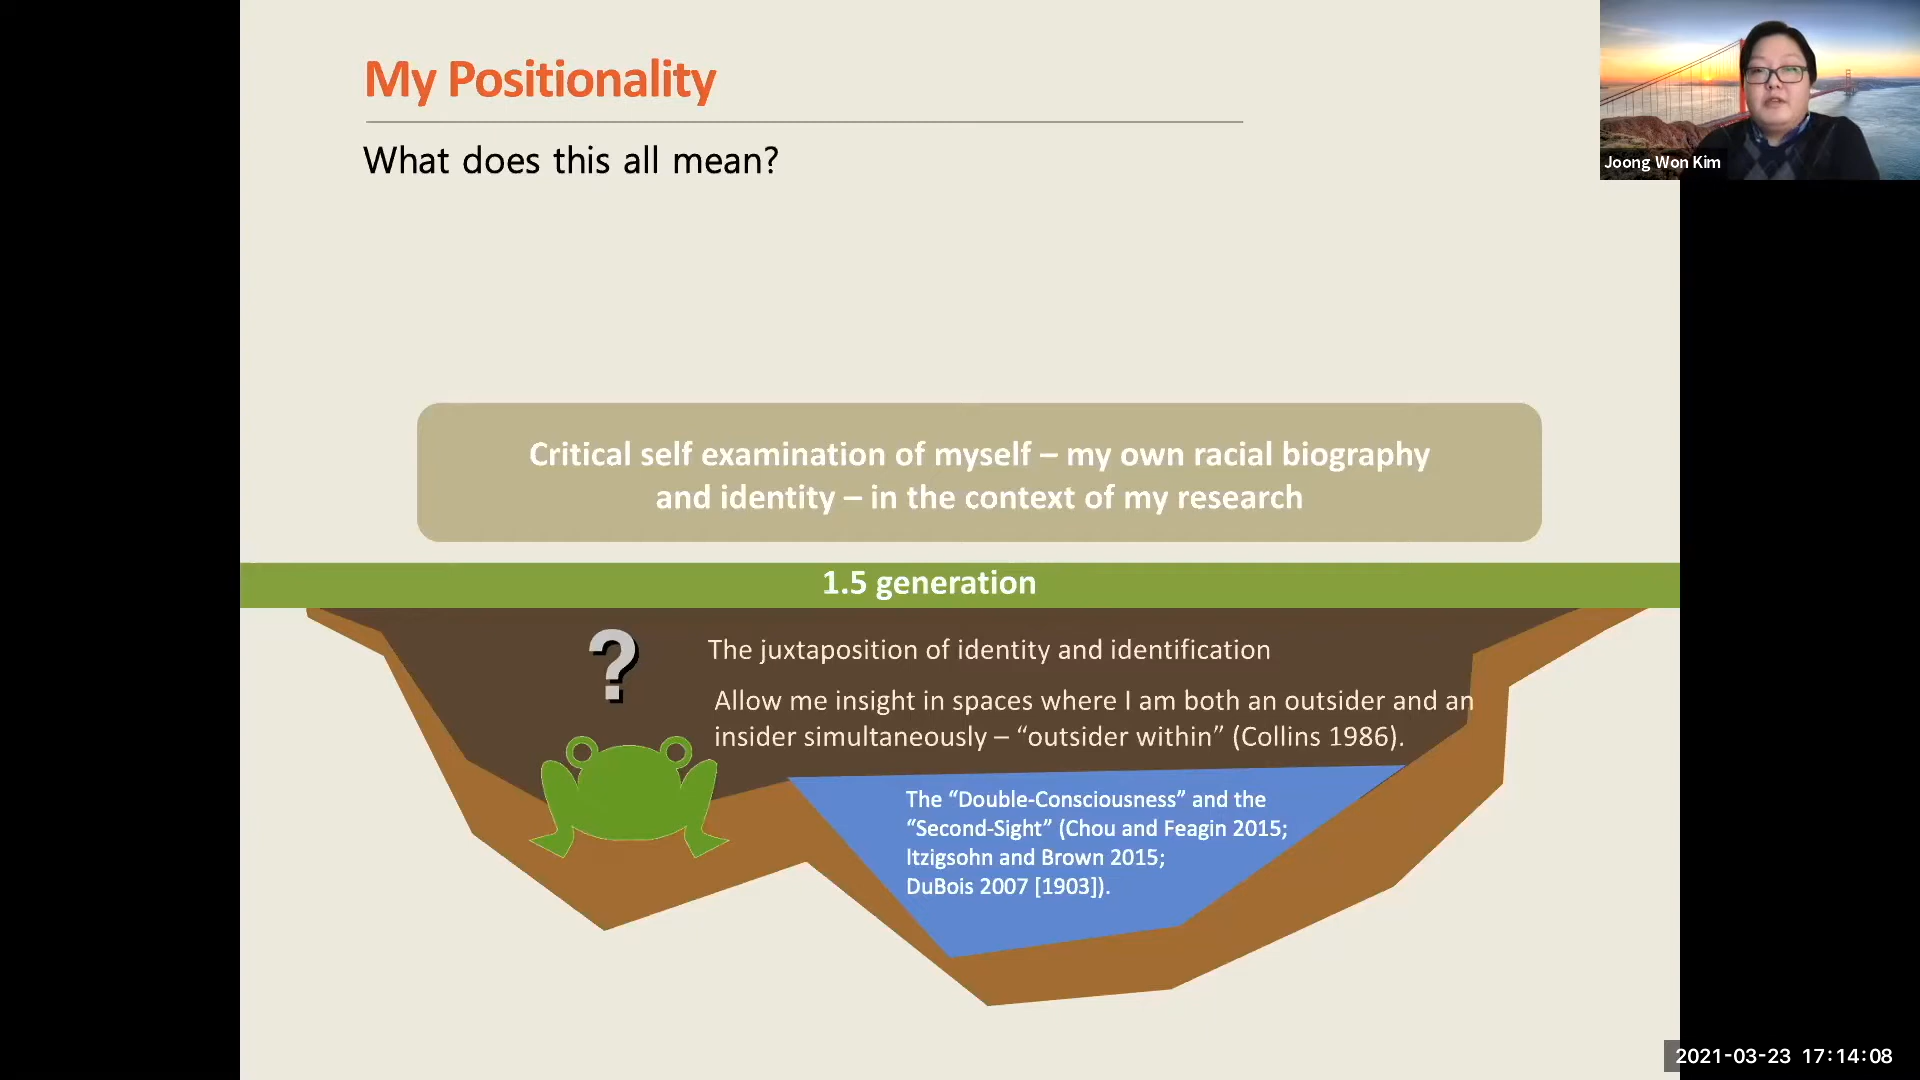 My Positionality
What does this all mean?
Joong Won Kim
Critical self examination of myself – my own racial biography
and identity – in the context of my research
1.5 generation
?
The juxtaposition of identity and identification
Allow me insight in spaces where I am both an outsider and an
insider simultaneously – “outsider within” (Collins 1986).
The “Double-Consciousness” and the
“Second-Sight” (Chou and Feagin 2015;
Itzigsohn and Brown 2015;
DuBois 2007 [1903]).
2021-03-23 17:14:08